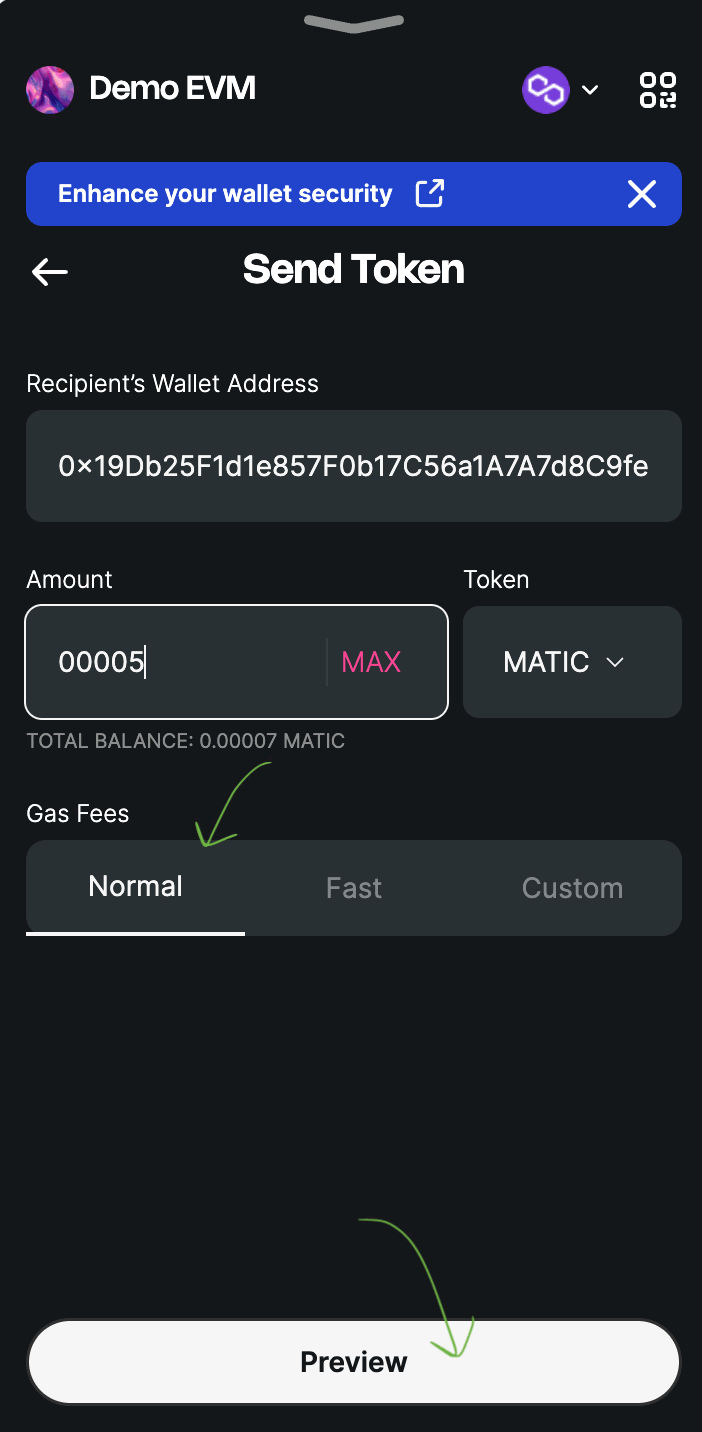 Demo EVM
Enhance your wallet security
Send Token
Recipient’s Wallet Address
0×19Db25F1d1e857F0b17C56a1A7A7d8C9fe
Amount
Token
00005
MAX
MATIC
TOTAL BALANCE: 0.00007 MATIC
Gas Fees
Normal
Fast
Custom
Preview